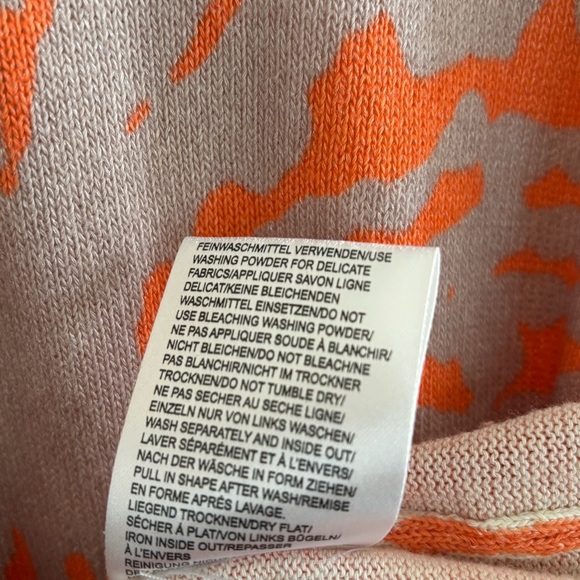 FEINWASCHMITTEL VERWENDEN/USE
WASHING POWDER FOR DELICATE
FABRICS/APPLIQUER SAVON LIGNE
DELICAT/KEINE BLEICHENDEN
WASCHMITTEL EINSETZEN/DO NOT
USE BLEACHING WASHING POWDER/
NE PAS APPLIQUER SOUDE À BLANCHIR/
NICHT BLEICHEN/DO NOT BLEACH/NE
PAS BLANCHIR/NICHT IM TROCKNER
TROCKNEN/DO NOT TUMBLE DRY/
NE PAS SECHER AU SECHE LIGNE/
EINZELN NUR VON LINKS WASCHEN/
WASH SEPARATELY AND INSIDE OUT/
LAVER SÉPARÉMENT ET À L'ENVERS/
NACH DER WÄSCHE IN FORM ZIEHEN/
PULL IN SHAPE AFTER WASH/REMISE
EN FORME APRÉS LAVAGE.
LIEGEND TROCKNEN/DRY FLAT/
SÉCHER Á PLAT/VON LINKS BÜGELN/
IRON INSIDE OUT/REPASSER
À L'ENVERS
REINIGUNG